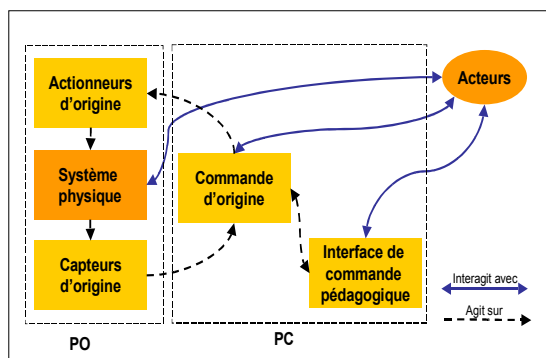 Actionneurs
d'origine
Système
physique
Capteurs
d'origine
PO
Commande
d'origine
Interface de
commande
pédagogique
PC
Acteurs
Interagit avec
Agit sur